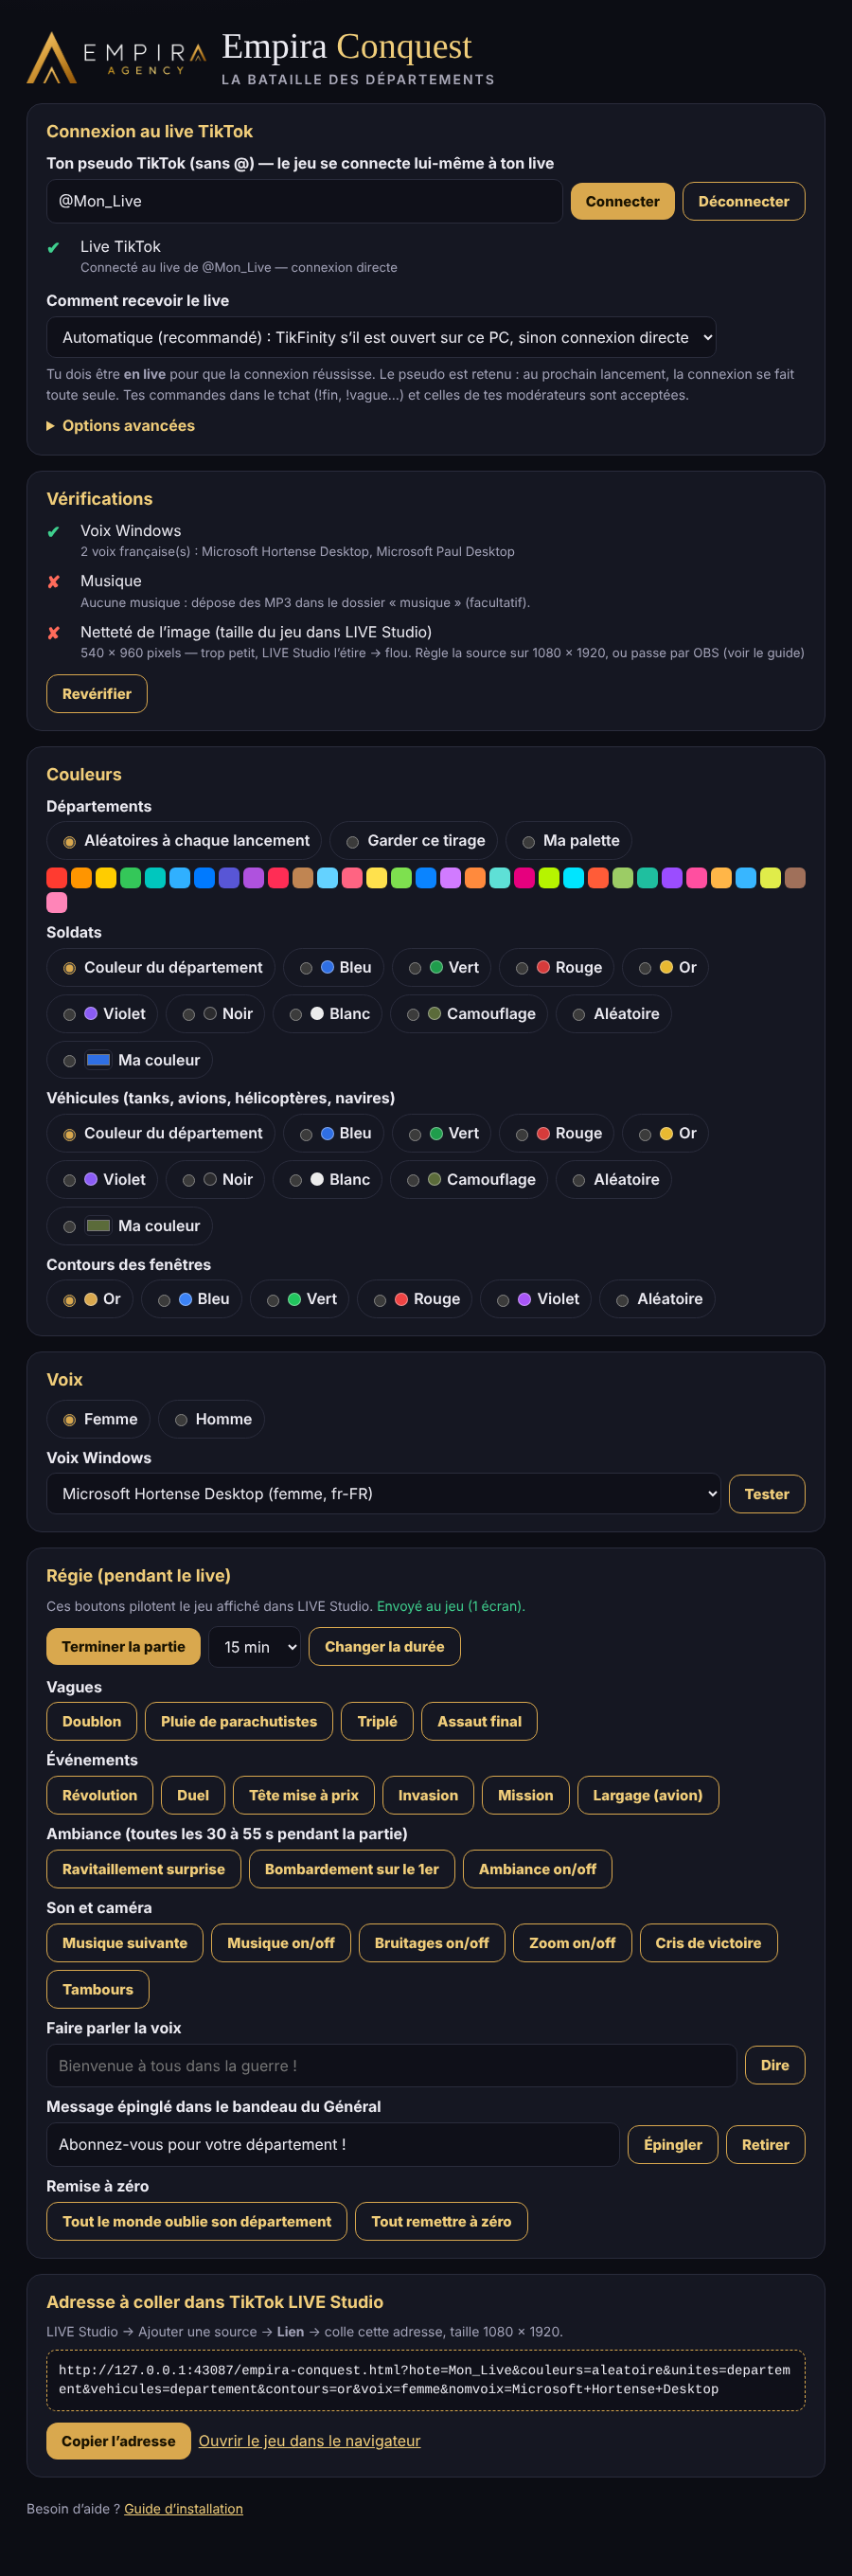 EMPIRA
AGENCY
Empira Conquest
LA BATAILLE DES DÉPARTEMENTS
Connexion au live TikTok
Ton pseudo TikTok (sans @) — le jeu se connecte lui-même à ton live
@Mon_Live
Connecter
Déconnecter
✔ Live TikTok
Connecté au live de @Mon_Live — connexion directe
Comment recevoir le live
Automatique (recommandé) : TikFinity s’il est ouvert sur ce PC, sinon connexion directe
Tu dois être en live pour que la connexion réussisse. Le pseudo est retenu : au prochain lancement, la connexion se fait
toute seule. Tes commandes dans le tchat (!fin, !vague…) et celles de tes modérateurs sont acceptées.
▶ Options avancées
Vérifications
✔ Voix Windows
2 voix française(s) : Microsoft Hortense Desktop, Microsoft Paul Desktop
✘ Musique
Aucune musique : dépose des MP3 dans le dossier « musique » (facultatif).
✘ Netteté de l’image (taille du jeu dans LIVE Studio)
540 × 960 pixels — trop petit, LIVE Studio l’étire → flou. Règle la source sur 1080 × 1920, ou passe par OBS (voir le guide)
Revérifier
Couleurs
Départements
Aléatoires à chaque lancement
Garder ce tirage
Ma palette
Soldats
Couleur du département
Bleu
Vert
Rouge
Or
Violet
Noir
Blanc
Camouflage
Aléatoire
Ma couleur
Véhicules (tanks, avions, hélicoptères, navires)
Couleur du département
Bleu
Vert
Rouge
Or
Violet
Noir
Blanc
Camouflage
Aléatoire
Ma couleur
Contours des fenêtres
Or
Bleu
Vert
Rouge
Violet
Aléatoire
Voix
Femme
Homme
Voix Windows
Microsoft Hortense Desktop (femme, fr-FR)
Tester
Régie (pendant le live)
Ces boutons pilotent le jeu affiché dans LIVE Studio. Envoyé au jeu (1 écran).
Terminer la partie
15 min
Changer la durée
Vagues
Doublon
Pluie de parachutistes
Triplé
Assaut final
Événements
Révolution
Duel
Tête mise à prix
Invasion
Mission
Largage (avion)
Ambiance (toutes les 30 à 55 s pendant la partie)
Ravitaillement surprise
Bombardement sur le 1er
Ambiance on/off
Son et caméra
Musique suivante
Musique on/off
Bruitages on/off
Zoom on/off
Cris de victoire
Tambours
Faire parler la voix
Bienvenue à tous dans la guerre !
Dire
Message épinglé dans le bandeau du Général
Abonnez-vous pour votre département !
Épingler
Retirer
Remise à zéro
Tout le monde oublie son département
Tout remettre à zéro
Adresse à coller dans TikTok LIVE Studio
LIVE Studio → Ajouter une source → Lien → colle cette adresse, taille 1080 × 1920.
http://127.0.0.1:43087/empira-conquest.html?hote=Mon_Live&couleurs=aleatoire&unites=departem
ent&vehicules=departement&contours=or&voix=femme&nomvoix=Microsoft+Hortense+Desktop
Copier l’adresse
Ouvrir le jeu dans le navigateur
Besoin d’aide ? Guide d’installation